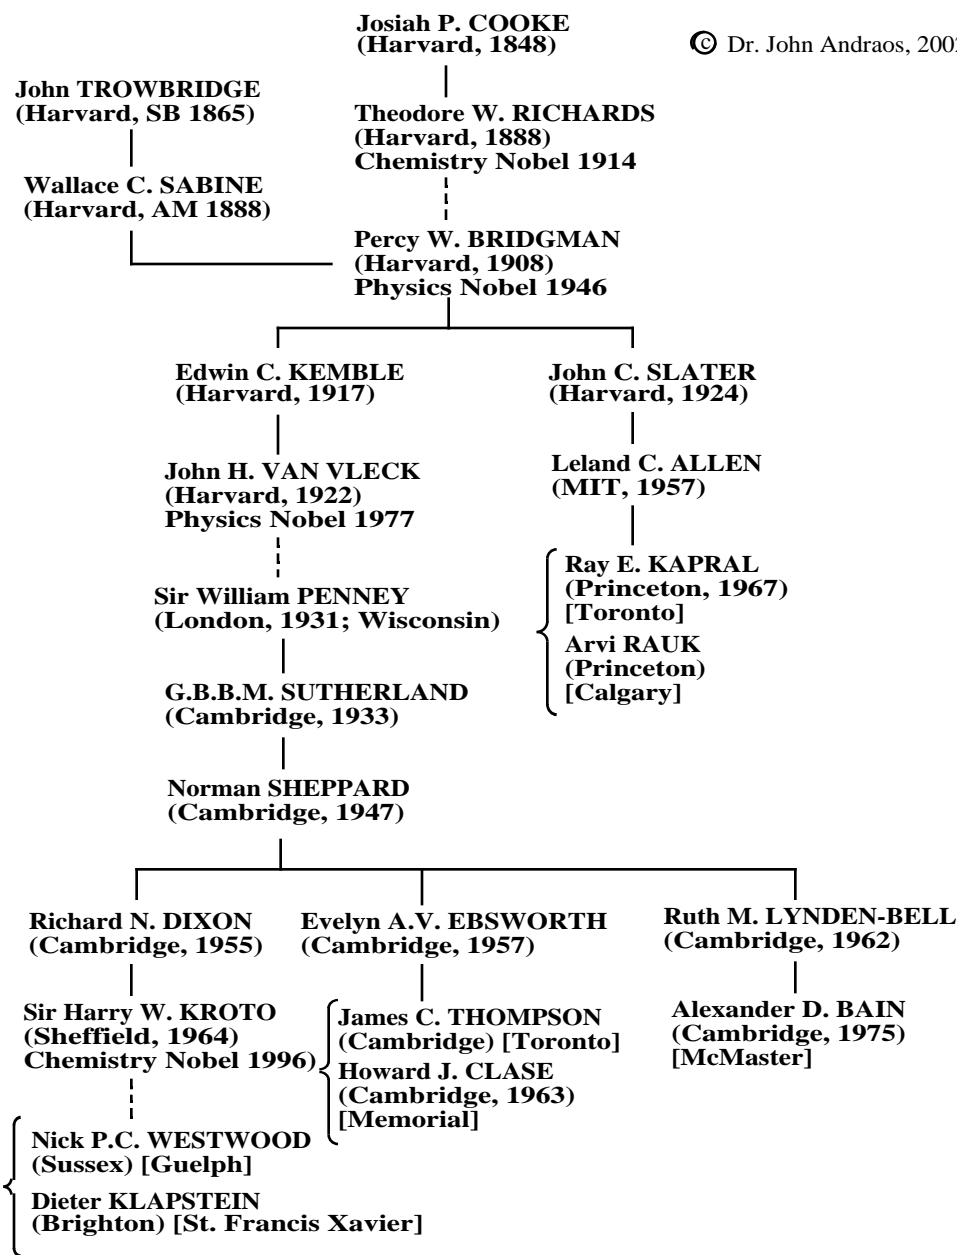 Josiah P. COOKE
(Harvard, 1848)
© Dr. John Andraos, 200
John TROWBRIDGE
(Harvard, SB 1865)
Theodore W. RICHARDS
(Harvard, 1888)
Chemistry Nobel 1914
Wallace C. SABINE
(Harvard, AM 1888)
Percy W. BRIDGMAN
(Harvard, 1908)
Physics Nobel 1946
Edwin C. KEMBLE
(Harvard, 1917)
John C. SLATER
(Harvard, 1924)
John H. VAN VLECK
(Harvard, 1922)
Physics Nobel 1977
Leland C. ALLEN
(MIT, 1957)
Sir William PENNEY
(London, 1931; Wisconsin)
Ray E. KAPRAL
(Princeton, 1967)
[Toronto]
Arvi RAUK
(Princeton)
[Calgary]
G.B.B.M. SUTHERLAND
(Cambridge, 1933)
Norman SHEPPARD
(Cambridge, 1947)
Richard N. DIXON
(Cambridge, 1955)
Evelyn A.V. EBSWORTH
(Cambridge, 1957)
Ruth M. LYNDEN-BELL
(Cambridge, 1962)
Sir Harry W. KROTO
(Sheffield, 1964)
Chemistry Nobel 1996
James C. THOMPSON
(Cambridge) [Toronto]
Howard J. CLASE
(Cambridge, 1963)
[Memorial]
Alexander D. BAIN
(Cambridge, 1975)
[McMaster]
Nick P.C. WESTWOOD
(Sussex) [Guelph]
Dieter KLAPSTEIN
(Brighton) [St. Francis Xavier]